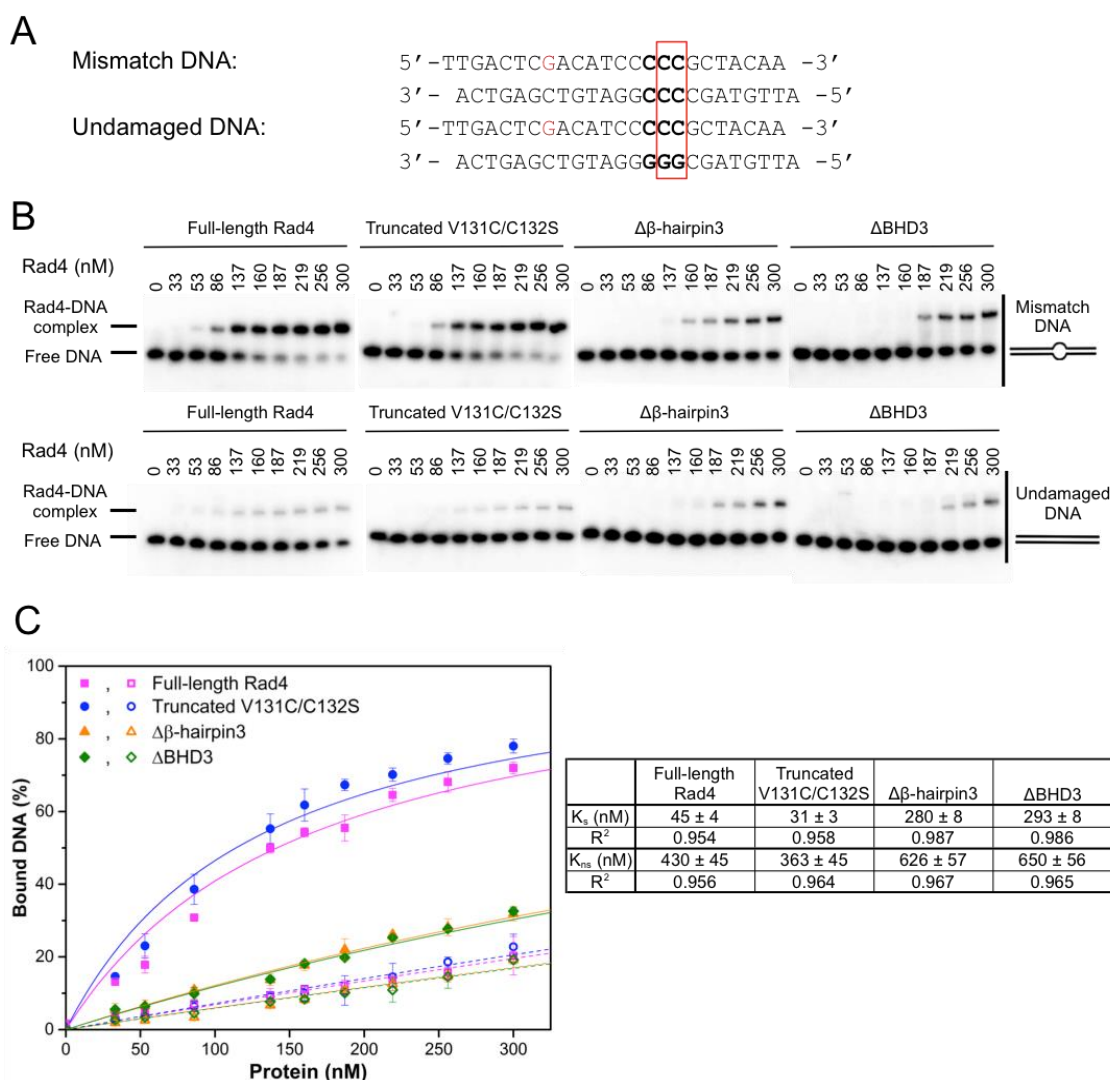 A
Mismatch DNA: 5’-TTGACTCGACATCCCCCGCTACAA -3’
3’- ACTGAGCTGTAGGCCCCGATGTTA -5’
Undamaged DNA: 5’-TTGACTCGACATCCCCCGCTACAA -3’
3’- ACTGAGCTGTAGGGGGCGATGTTA -5’
B
Full-length Rad4 Truncated V131C/C132S Δβ-hairpin3 ΔBHD3
Rad4 (nM) 0 33 53 86 137 160 187 219 256 300 0 33 53 86 137 160 187 219 256 300 0 33 53 86 137 160 187 219 256 300 0 33 53 86 137 160 187 219 256 300
Rad4-DNA
complex
Free DNA
Mismatch
DNA
Full-length Rad4 Truncated V131C/C132S Δβ-hairpin3 ΔBHD3
Rad4 (nM) 0 33 53 86 137 160 187 219 256 300 0 33 53 86 137 160 187 219 256 300 0 33 53 86 137 160 187 219 256 300 0 33 53 86 137 160 187 219 256 300
Rad4-DNA
complex
Free DNA
Undamaged
DNA
C
Bound DNA (%)
100
80
60
40
20
0
0 50 100 150 200 250 300
Protein (nM)
, Full-length Rad4
, Truncated V131C/C132S
, Δβ-hairpin3
, ΔBHD3
Full-length Rad4 Truncated V131C/C132S Δβ-hairpin3 ΔBHD3
Ks (nM) 45 ± 4 31 ± 3 280 ± 8 293 ± 8
R² 0.954 0.958 0.987 0.986
Kns (nM) 430 ± 45 363 ± 45 626 ± 57 650 ± 56
R² 0.956 0.964 0.967 0.965